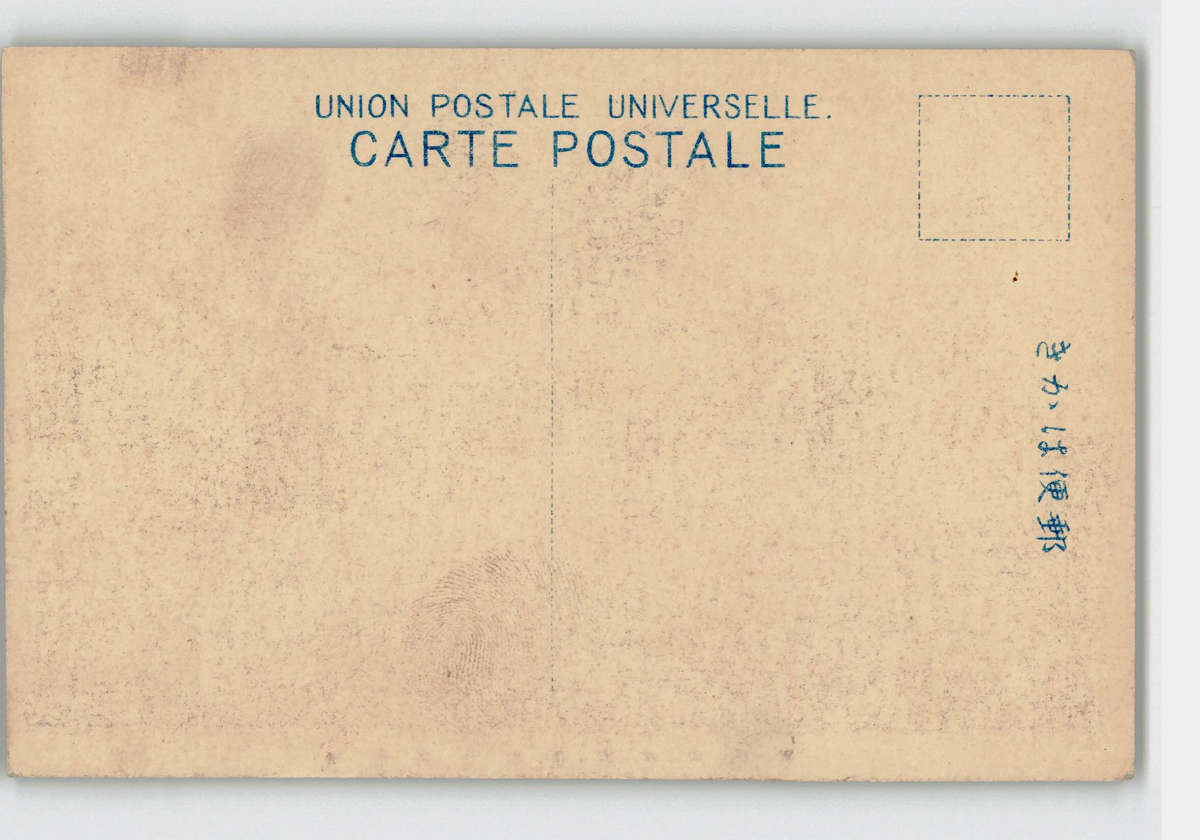 UNION POSTALE UNIVERSELLE.
CARTE POSTALE
郵便はかき